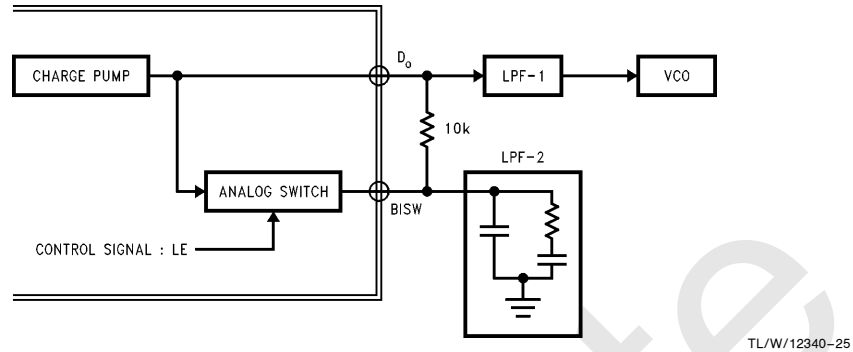 CHARGE PUMP
Do
LPF-1
VCO
10k
LPF-2
ANALOG SWITCH
BISW
CONTROL SIGNAL : LE
TL/W/12340-25